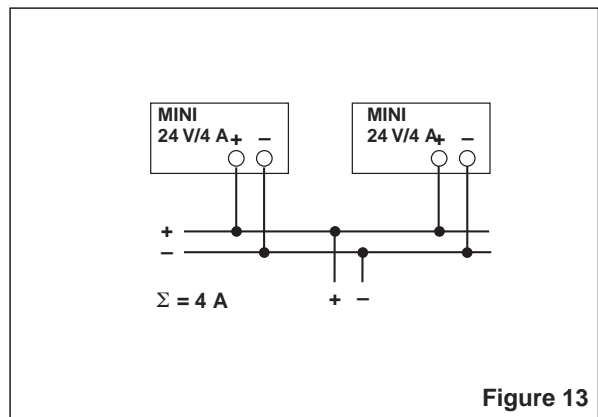 MINI
24 V/4 A + –
MINI
24 V/4 A + –
+
–
Σ = 4 A
+ –
Figure 13